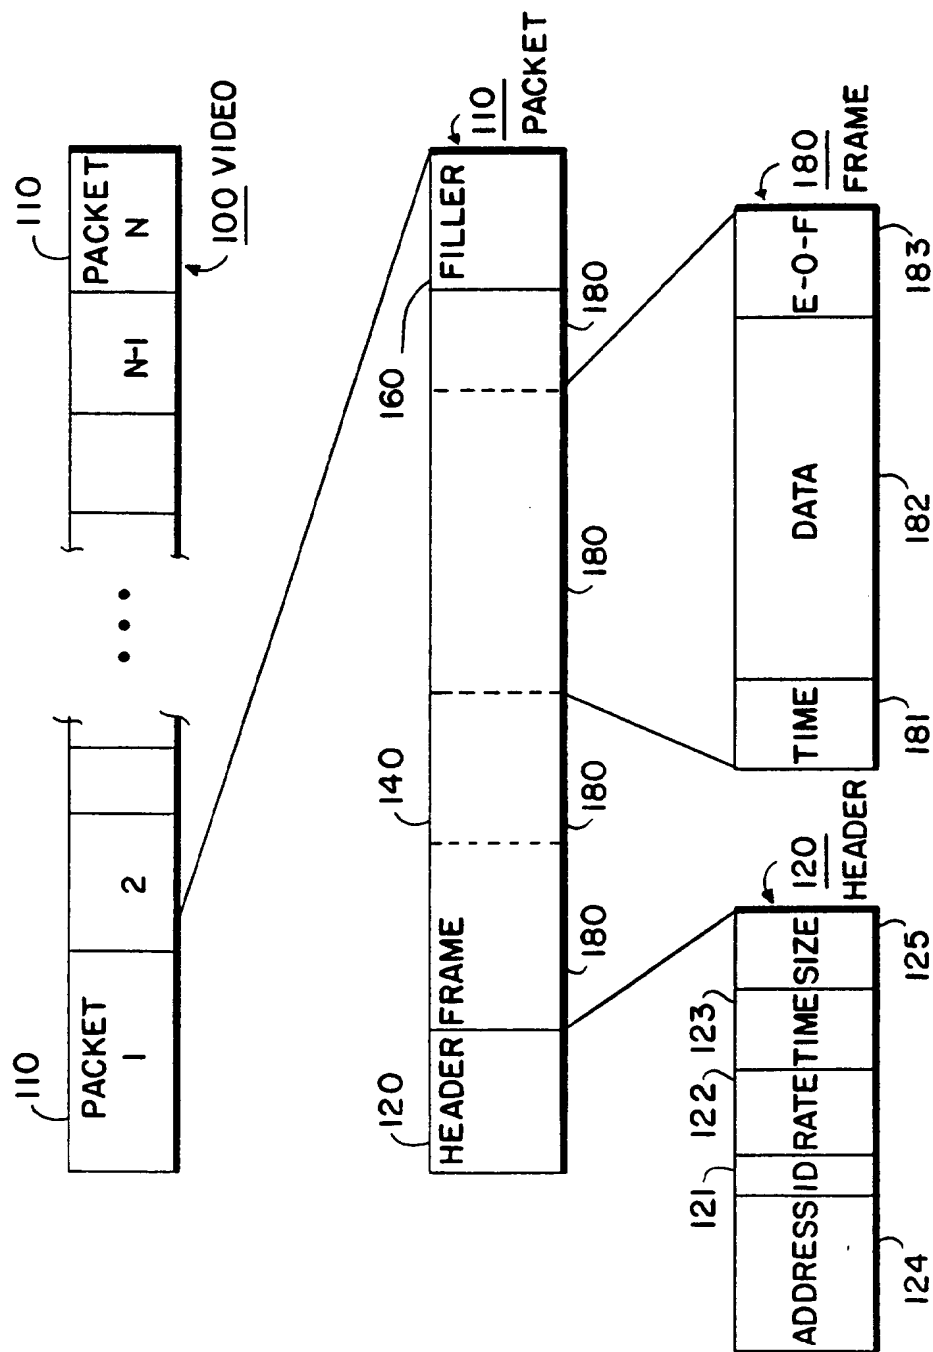 110
110
PACKET
1
2
N-1
PACKET
N
100 VIDEO
120
140
160
HEADER
FRAME
FILLER
110
PACKET
180
180
180
180
121
122
123
ADDRESS
ID
RATE
TIME
SIZE
120
HEADER
124
125
TIME
DATA
E-O-F
180
FRAME
181
182
183